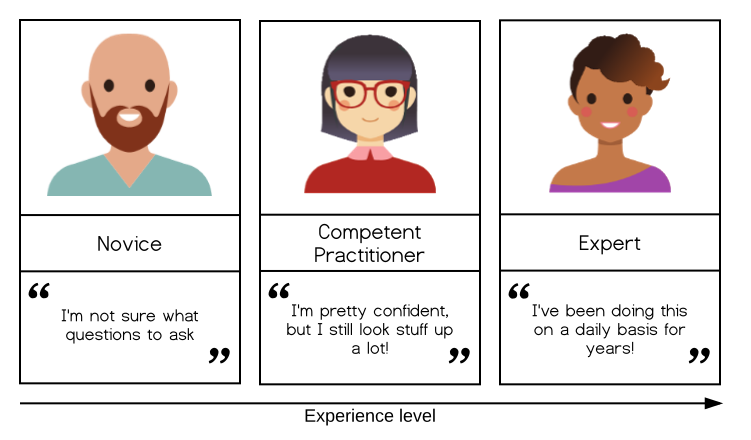 Novice
“
I'm not sure what
questions to ask
”
Competent
Practitioner
“
I'm pretty confident,
but I still look stuff up
a lot!
”
Expert
“
I've been doing this
on a daily basis for
years!
”
Experience level